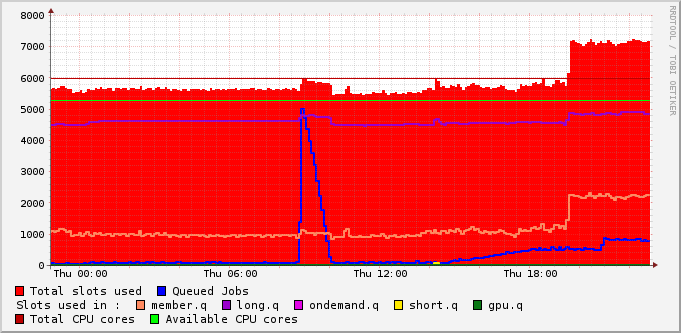 8000
7000
6000
5000
4000
3000
2000
1000
0
Thu 00:00 Thu 06:00 Thu 12:00 Thu 18:00
RRDTOOL / TOBI OETIKER
Total slots used Queued Jobs
Slots used in : member.q long.q ondemand.q short.q gpu.q
Total CPU cores Available CPU cores